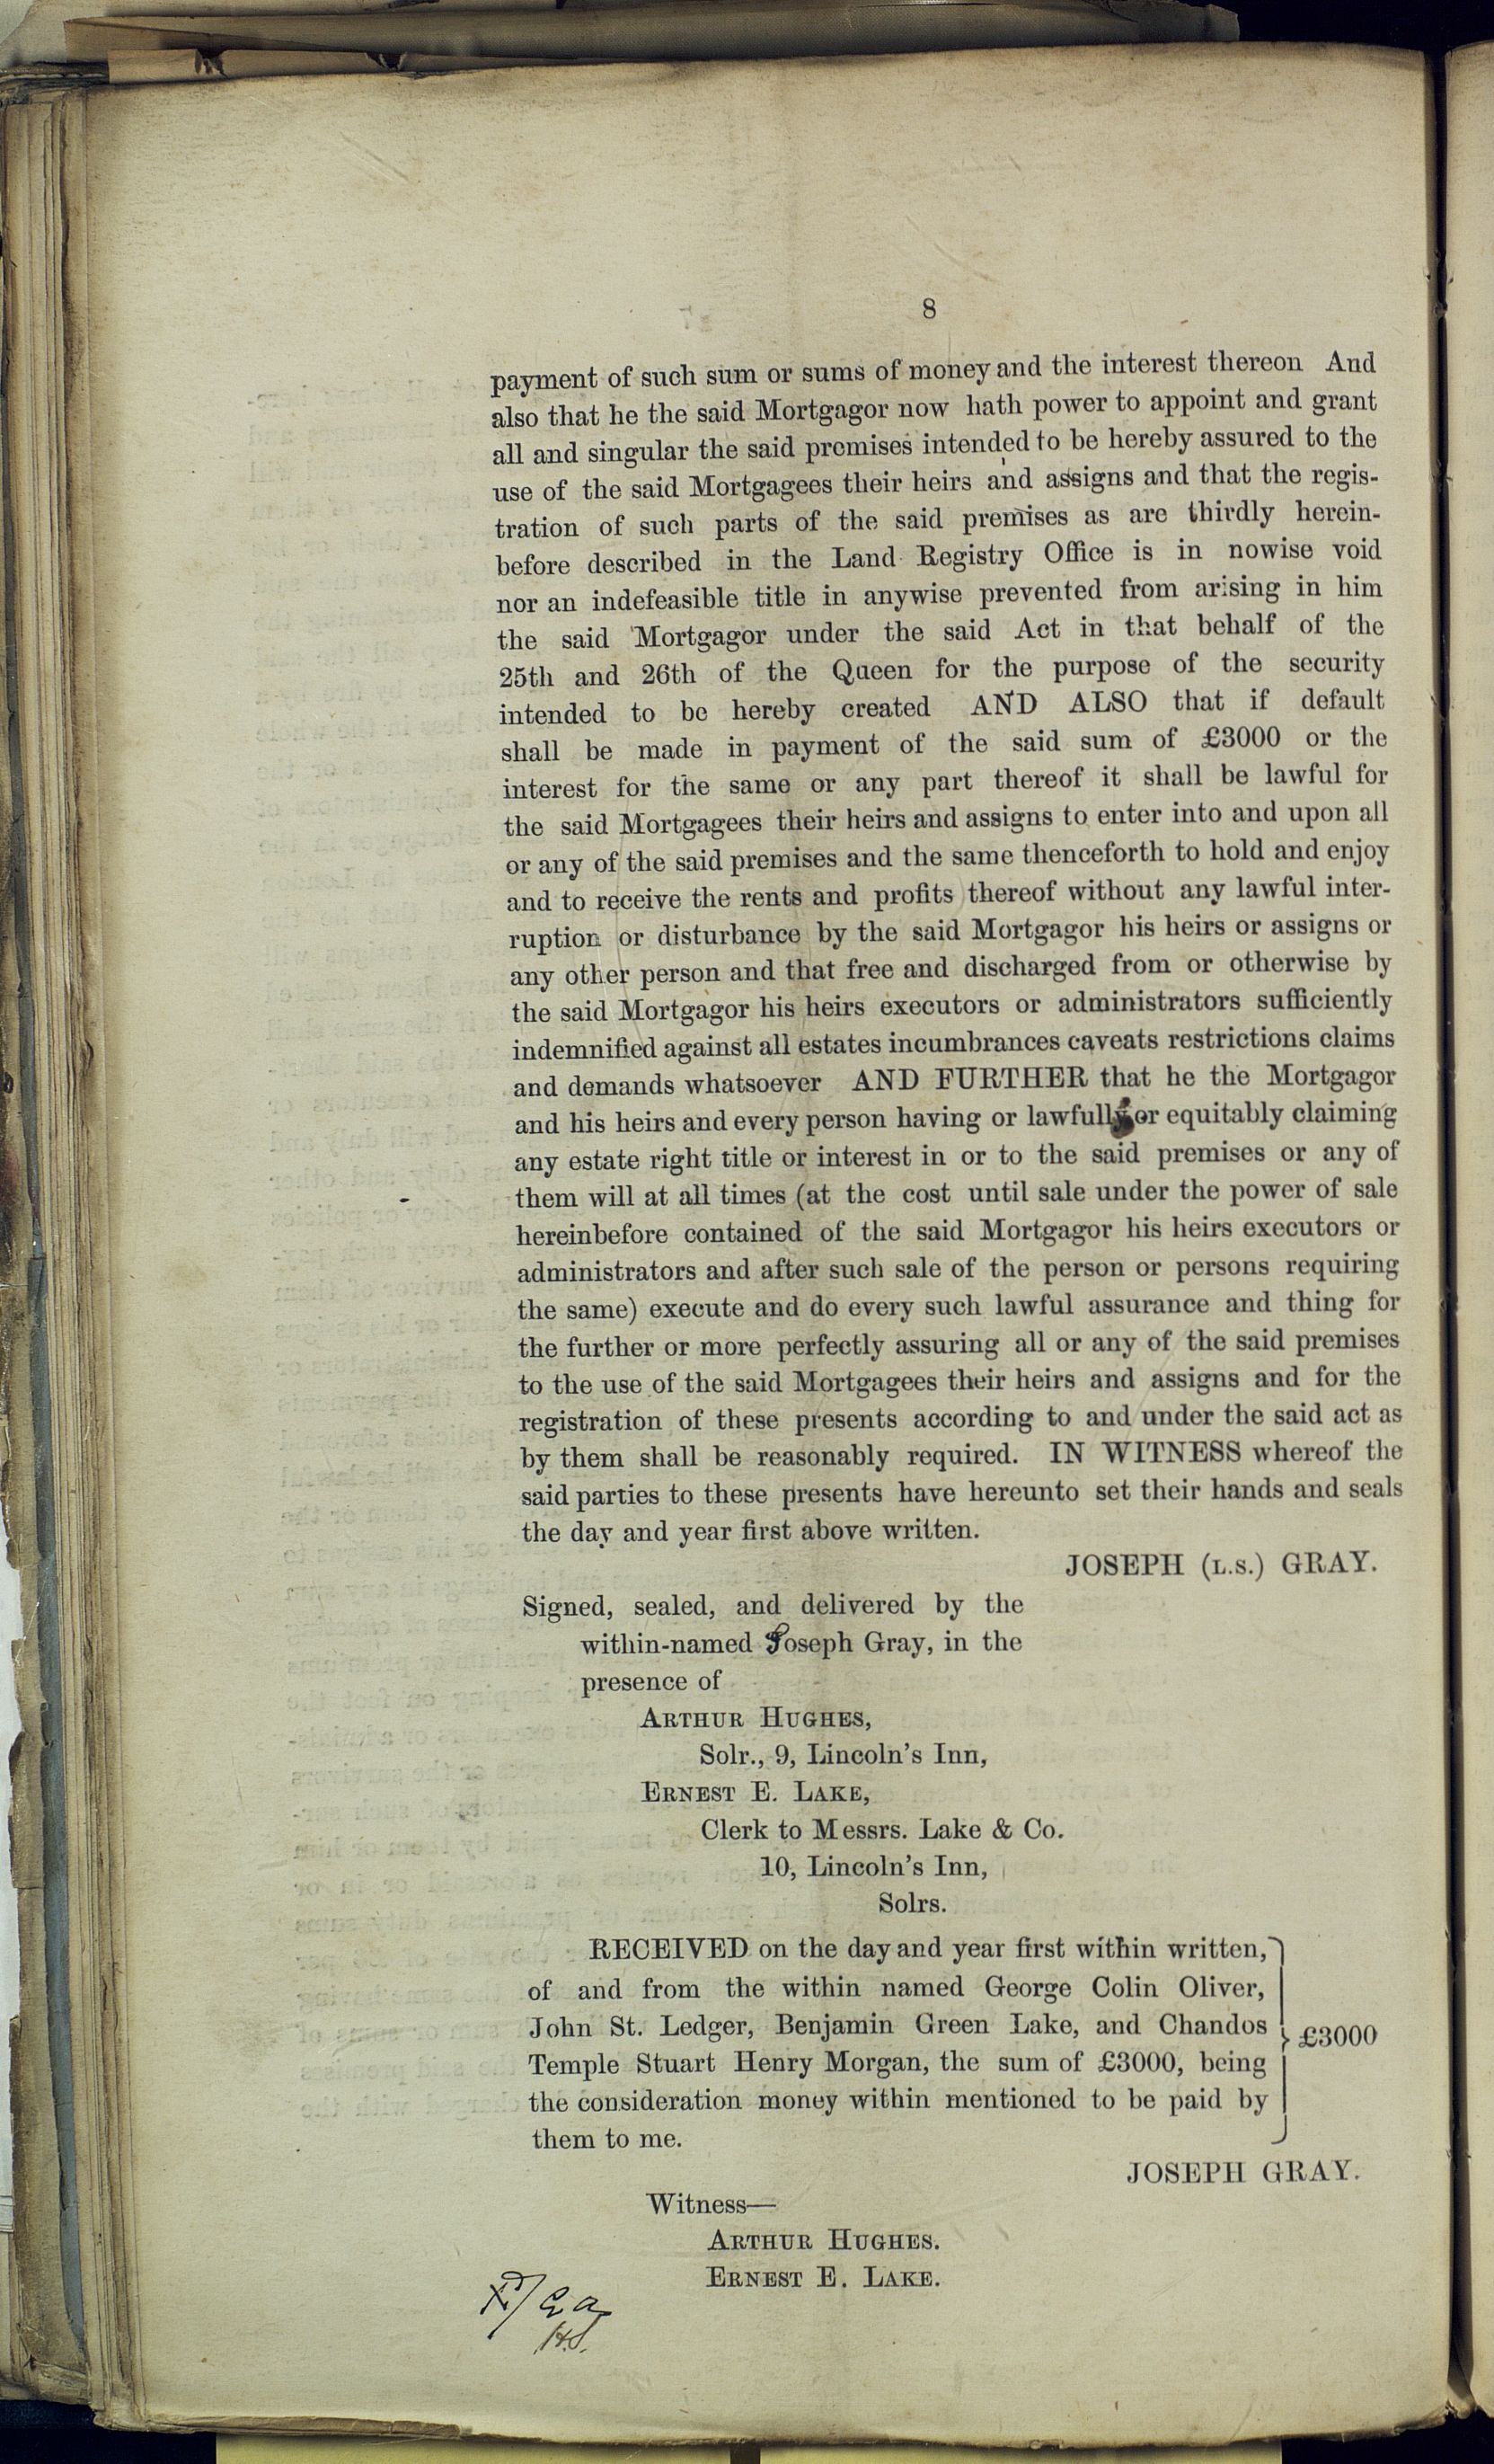 8
payment of such sum or sums of money and the interest thereon And
also that he the said Mortgagor now hath power to appoint and grant
all and singular the said premises intended to be hereby assured to the
use of the said Mortgagees their heirs and assigns and that the regis-
tration of such parts of the said premises as are thirdly herein-
before described in the Land Registry Office is in nowise void
nor an indefeasible title in anywise prevented from arising in him
the said Mortgagor under the said Act in that behalf of the
25th and 26th of the Queen for the purpose of the security
intended to be hereby created AND ALSO that if default
shall be made in payment of the said sum of £3000 or the
interest for the same or any part thereof it shall be lawful for
the said Mortgagees their heirs and assigns to enter into and upon all
or any of the said premises and the same thenceforth to hold and enjoy
and to receive the rents and profits thereof without any lawful inter-
ruption or disturbance by the said Mortgagor his heirs or assigns or
any other person and that free and discharged from or otherwise by
the said Mortgagor his heirs executors or administrators sufficiently
indemnified against all estates incumbrances caveats restrictions claims
and demands whatsoever AND FURTHER that he the Mortgagor
and his heirs and every person having or lawfully or equitably claiming
any estate right title or interest in or to the said premises or any of
them will at all times (at the cost until sale under the power of sale
hereinbefore contained of the said Mortgagor his heirs executors or
administrators and after such sale of the person or persons requiring
the same) execute and do every such lawful assurance and thing for
the further or more perfectly assuring all or any of the said premises
to the use of the said Mortgagees their heirs and assigns and for the
registration of these presents according to and under the said act as
by them shall be reasonably required. IN WITNESS whereof the
said parties to these presents have hereunto set their hands and seals
the day and year first above written.
JOSEPH (L.S.) GRAY.
Signed, sealed, and delivered by the
within-named Joseph Gray, in the
presence of
ARTHUR HUGHES,
Solr., 9, Lincoln's Inn,
ERNEST E. LAKE,
Clerk to Messrs. Lake & Co.
10, Lincoln's Inn,
Solrs.
RECEIVED on the day and year first within written,
of and from the within named George Colin Oliver,
John St. Ledger, Benjamin Green Lake, and Chandos
£3000
Temple Stuart Henry Morgan, the sum of £3000, being
the consideration money within mentioned to be paid by
them to me.
JOSEPH GRAY.
Witness—
ARTHUR HUGHES.
ERNEST E. LAKE.
H.S.